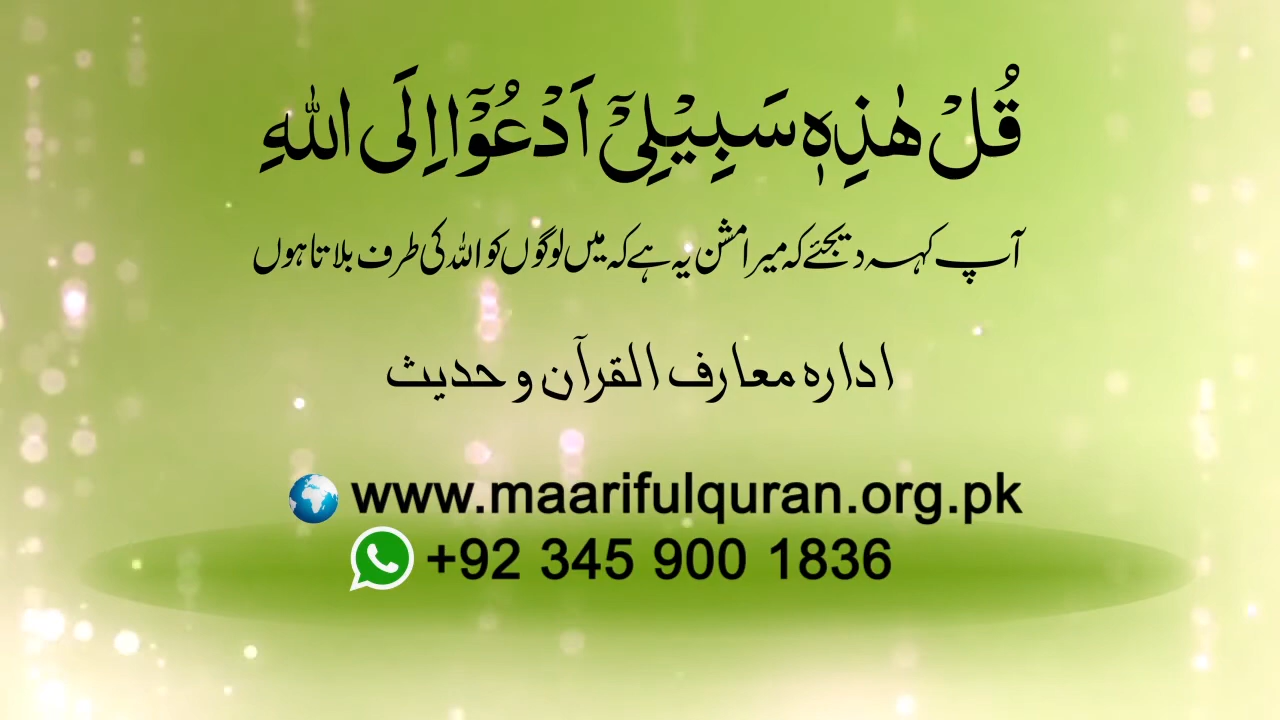 قُلْ هٰذِهٖ سَبِيْلِيْۤ اَدْعُوْۤا اِلَى اللّٰهِ
آپ کہہ دیجئے کہ میرا مشن یہ ہے کہ میں لوگوں کو اللہ کی طرف بلاتا ہوں
ادارہ معارف القرآن و حدیث
www.maarifulquran.org.pk
+92 345 900 1836